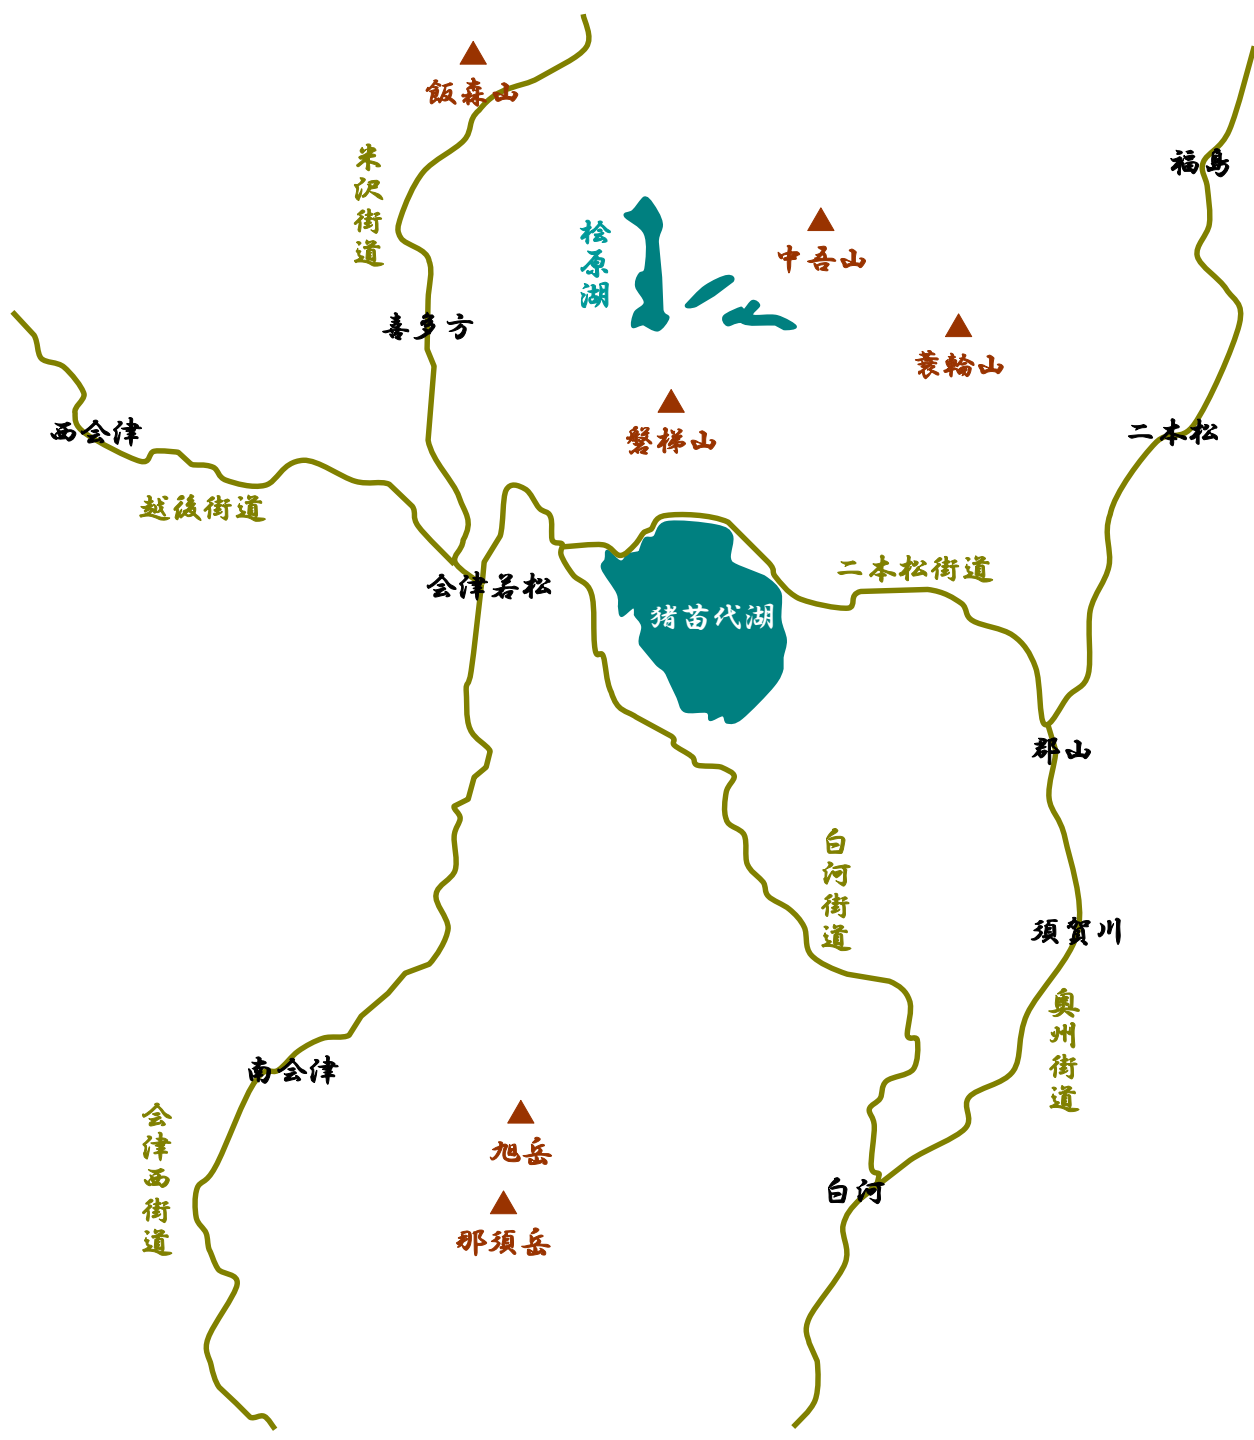 飯森山
米沢街道
福島
桧原湖
中吾山
喜多方
蓑輪山
西会津
磐梯山
二本松
越後街道
二本松街道
会津若松
猪苗代湖
郡山
白河街道
須賀川
奥州街道
南会津
会津西街道
旭岳
白河
那須岳